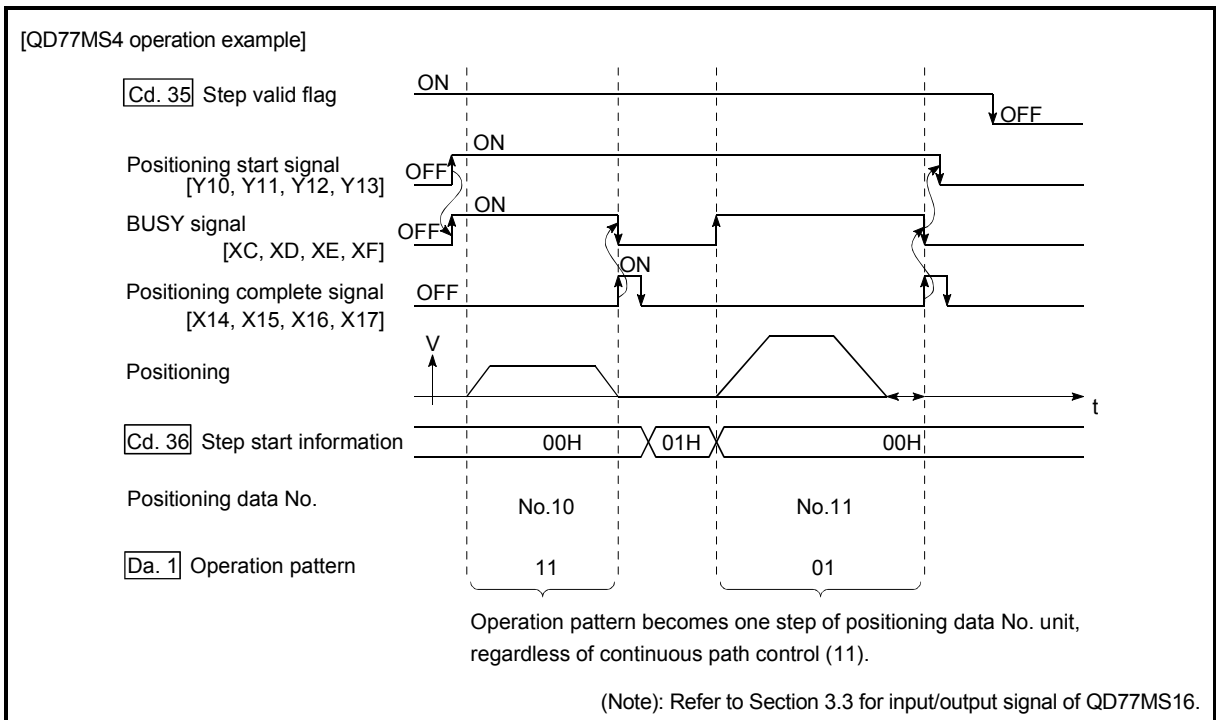 [QD77MS4 operation example]
Cd. 35 Step valid flag
ON
OFF
Positioning start signal
[Y10, Y11, Y12, Y13]
OFF
ON
BUSY signal
[XC, XD, XE, XF]
OFF
ON
Positioning complete signal
[X14, X15, X16, X17]
OFF
ON
V
Positioning
t
Cd. 36 Step start information
00H
01H
00H
Positioning data No.
No.10
No.11
Da. 1 Operation pattern
11
01
Operation pattern becomes one step of positioning data No. unit,
regardless of continuous path control (11).
(Note): Refer to Section 3.3 for input/output signal of QD77MS16.